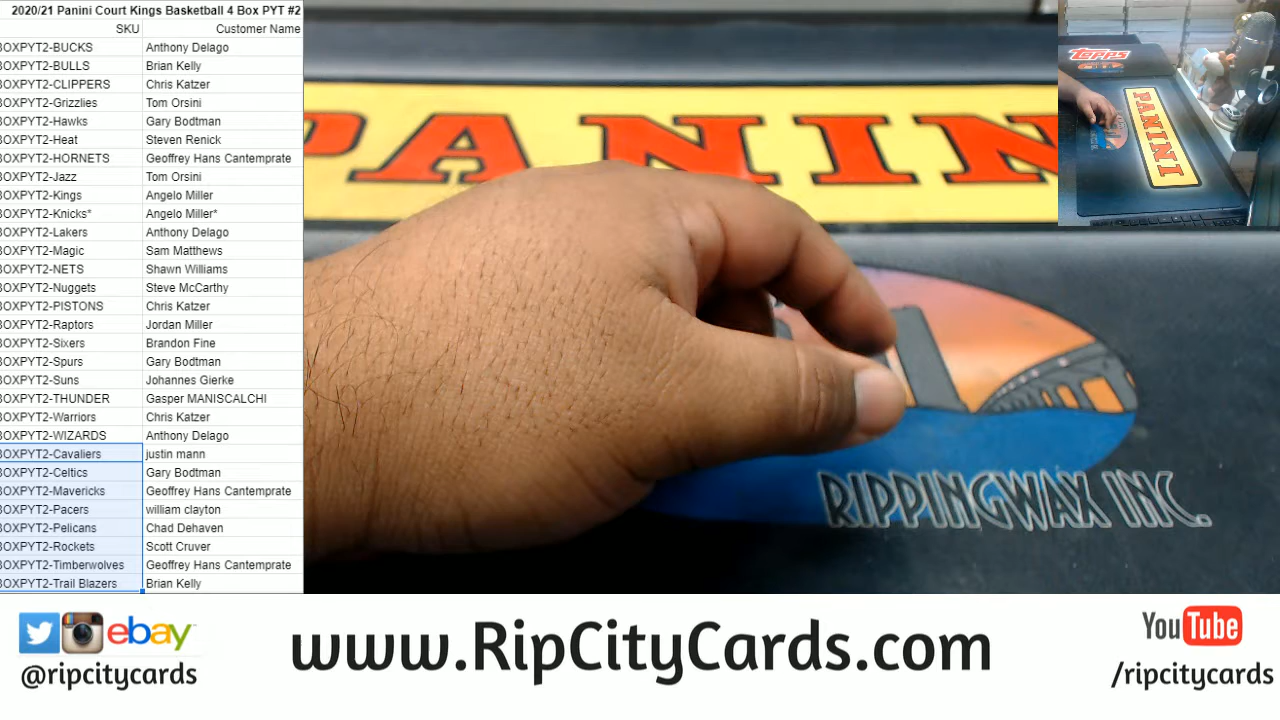 2020/21 Panini Court Kings Basketball 4 Box PYT #2
SKU Customer Name
BOXPYT2-BUCKS Anthony Delago
BOXPYT2-BULLS Brian Kelly
BOXPYT2-CLIPPERS Chris Katzer
BOXPYT2-Grizzlies Tom Orsini
BOXPYT2-Hawks Gary Bodtman
BOXPYT2-Heat Steven Renick
BOXPYT2-HORNETS Geoffrey Hans Cantemprate
BOXPYT2-Jazz Tom Orsini
BOXPYT2-Kings Angelo Miller
BOXPYT2-Knicks* Angelo Miller*
BOXPYT2-Lakers Anthony Delago
BOXPYT2-Magic Sam Matthews
BOXPYT2-NETS Shawn Williams
BOXPYT2-Nuggets Steve McCarthy
BOXPYT2-PISTONS Chris Katzer
BOXPYT2-Raptors Jordan Miller
BOXPYT2-Sixers Brandon Fine
BOXPYT2-Spurs Gary Bodtman
BOXPYT2-Suns Johannes Gierke
BOXPYT2-THUNDER Gasper MANISCALCHI
BOXPYT2-Warriors Chris Katzer
BOXPYT2-WIZARDS Anthony Delago
BOXPYT2-Cavaliers justin mann
BOXPYT2-Celtics Gary Bodtman
BOXPYT2-Mavericks Geoffrey Hans Cantemprate
BOXPYT2-Pacers william clayton
BOXPYT2-Pelicans Chad Dehaven
BOXPYT2-Rockets Scott Cruver
BOXPYT2-Timberwolves Geoffrey Hans Cantemprate
BOXPYT2-Trail Blazers Brian Kelly
PANIN
RIPPINGWAX INC.
TOPPS
PANINI
ebay
@ripcitycards
www.RipCityCards.com
YouTube
/ripcitycards